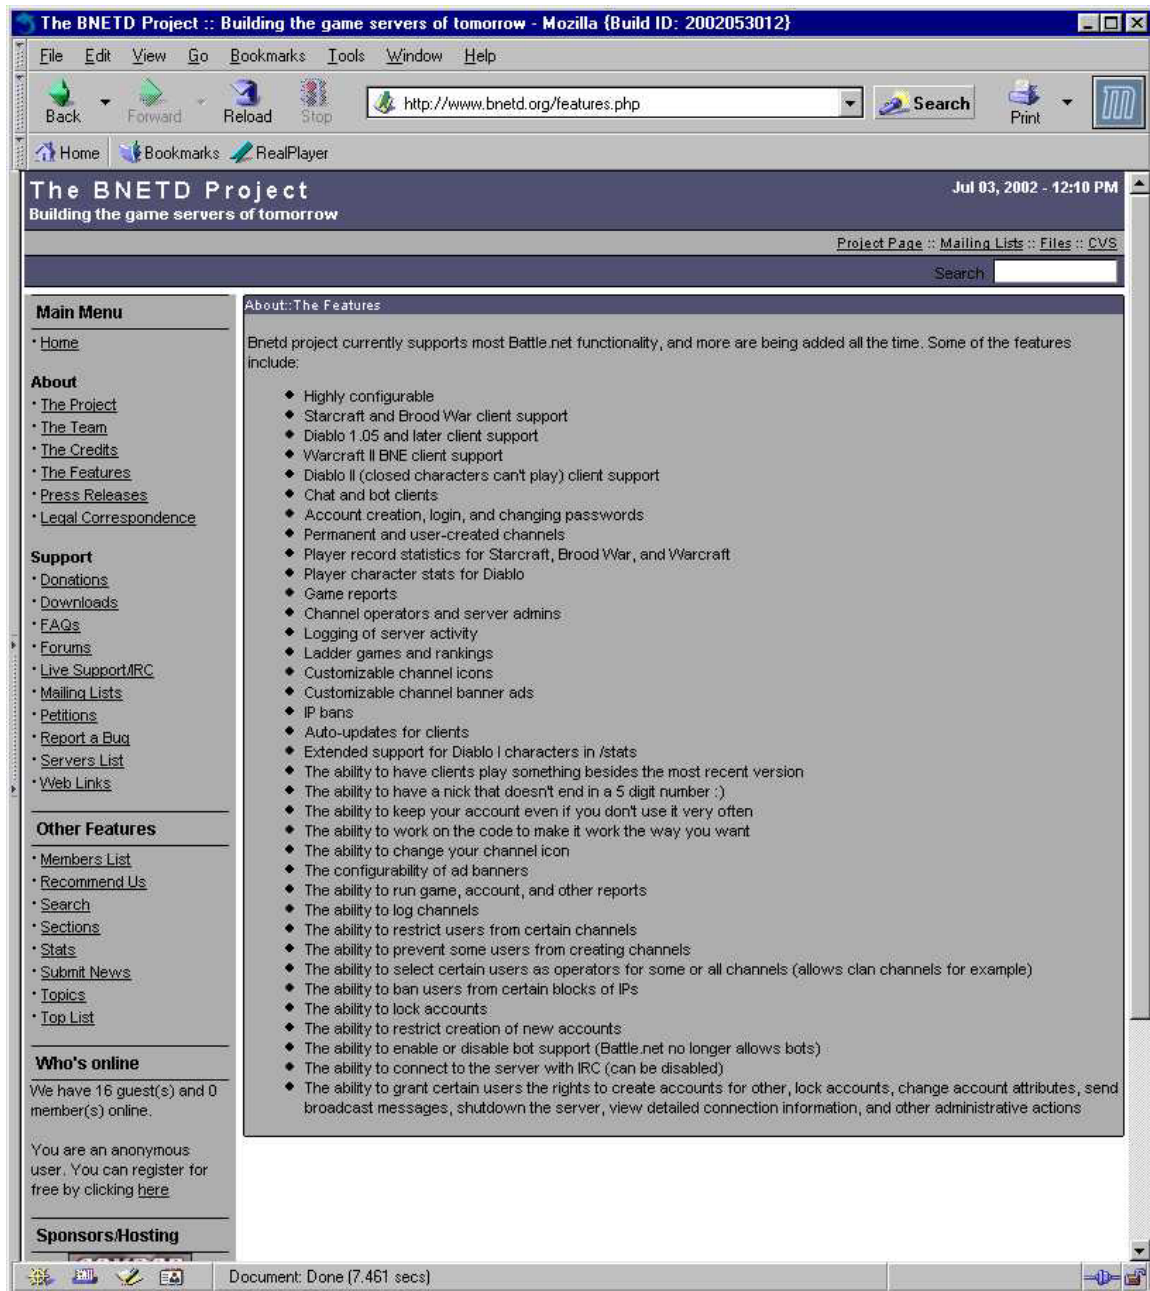 The BNETD Project :: Building the game servers of tomorrow - Mozilla {Build ID: 2002053012}
File Edit View Go Bookmarks Tools Window Help
Back Forward Reload Stop http://www.bnetd.org/features.php Search Print
Home Bookmarks RealPlayer
The BNETD Project
Jul 03, 2002 - 12:10 PM
Building the game servers of tomorrow
Project Page :: Mailing Lists :: Files :: CVS
Search
Main Menu
· Home
About
· The Project
· The Team
· The Credits
· The Features
· Press Releases
· Legal Correspondence
Support
· Donations
· Downloads
· FAQs
· Forums
· Live Support/IRC
· Mailing Lists
· Petitions
· Report a Bug
· Servers List
· Web Links
Other Features
· Members List
· Recommend Us
· Search
· Sections
· Stats
· Submit News
· Topics
· Top List
Who's online
We have 16 guest(s) and 0
member(s) online.
You are an anonymous
user. You can register for
free by clicking here
Sponsors/Hosting
About::The Features
Bnetd project currently supports most Battle.net functionality, and more are being added all the time. Some of the features
include:
Highly configurable
Starcraft and Brood War client support
Diablo 1.05 and later client support
Warcraft II BNE client support
Diablo II (closed characters can't play) client support
Chat and bot clients
Account creation, login, and changing passwords
Permanent and user-created channels
Player record statistics for Starcraft, Brood War, and Warcraft
Player character stats for Diablo
Game reports
Channel operators and server admins
Logging of server activity
Ladder games and rankings
Customizable channel icons
Customizable channel banner ads
IP bans
Auto-updates for clients
Extended support for Diablo I characters in /stats
The ability to have clients play something besides the most recent version
The ability to have a nick that doesn't end in a 5 digit number :)
The ability to keep your account even if you don't use it very often
The ability to work on the code to make it work the way you want
The ability to change your channel icon
The configurability of ad banners
The ability to run game, account, and other reports
The ability to log channels
The ability to restrict users from certain channels
The ability to prevent some users from creating channels
The ability to select certain users as operators for some or all channels (allows clan channels for example)
The ability to ban users from certain blocks of IPs
The ability to lock accounts
The ability to restrict creation of new accounts
The ability to enable or disable bot support (Battle.net no longer allows bots)
The ability to connect to the server with IRC (can be disabled)
The ability to grant certain users the rights to create accounts for other, lock accounts, change account attributes, send
broadcast messages, shutdown the server, view detailed connection information, and other administrative actions
Document: Done (7.461 secs)